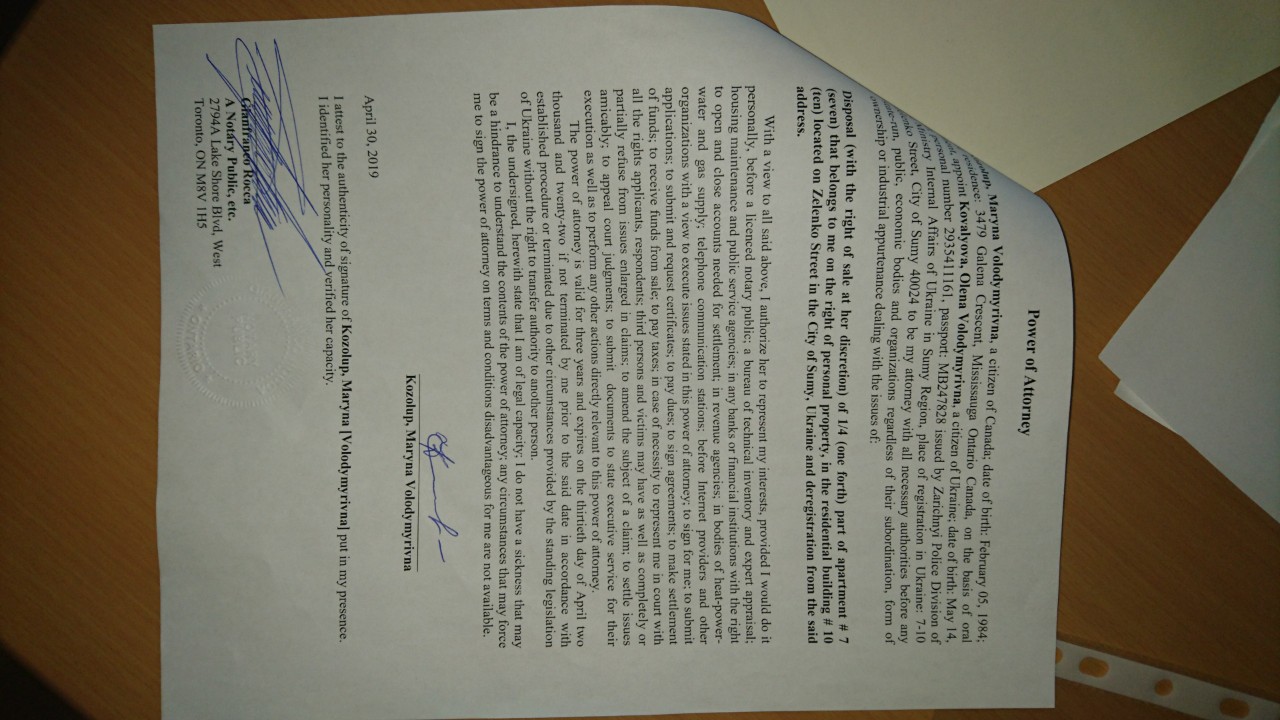 Power of Attorney
Maryna Volodymyrivna, a citizen of Canada; date of birth: February 05, 1984;
residence: 3479 Galena Crescent, Mississauga Ontario Canada, on the basis of oral
appoint Kovalyova, Olena Volodymyrivna, a citizen of Ukraine; date of birth: May 14,
personal number 2935411161, passport: MB247828 issued by Zarichnyi Police Division of
Ministry Internal Affairs of Ukraine in Sumy Region, place of registration in Ukraine: 7-10
Street, City of Sumy 40024 to be my attorney with all necessary authorities before any
public, economic bodies and organizations regardless of their subordination, form of
ownership or industrial appurtenance dealing with the issues of:
Disposal (with the right of sale at her discretion) of 1/4 (one forth) part of apartment # 7
(seven) that belongs to me on the right of personal property, in the residential building # 10
(ten) located on Zelenko Street in the City of Sumy, Ukraine and deregistration from the said
address.
With a view to all said above, I authorize her to represent my interests, provided I would do it
personally, before a licenced notary public; a bureau of technical inventory and expert appraisal;
housing maintenance and public service agencies; in any banks or financial institutions with the right
to open and close accounts needed for settlement; in revenue agencies; in bodies of heat-power-
water and gas supply; telephone communication stations; before Internet providers and other
organizations with a view to execute issues stated in this power of attorney; to sign for me; to submit
applications; to submit and request certificates; to pay dues; to sign agreements; to make settlement
of funds; to receive funds from sale; to pay taxes; in case of necessity to represent me in court with
all the rights applicants, respondents; third persons and victims may have as well as completely or
partially refuse from issues enlarged in claims; to amend the subject of a claim; to settle issues
amicably; to appeal court judgments; to submit documents to state executive service for their
execution as well as to perform any other actions directly relevant to this power of attorney.
The power of attorney is valid for three years and expires on the thirtieth day of April two
thousand and twenty-two if not terminated by me prior to the said date in accordance with
established procedure or terminated due to other circumstances provided by the standing legislation
of Ukraine without the right to transfer authority to another person.
I, the undersigned, herewith state that I am of legal capacity; I do not have a sickness that may
be a hindrance to understand the contents of the power of attorney; any circumstances that may force
me to sign the power of attorney on terms and conditions disadvantageous for me are not available.
Kozolup, Maryna Volodymyrivna
April 30, 2019
I attest to the authenticity of signature of Kozolup, Maryna [Volodymyrivna] put in my presence.
I identified her personality and verified her capacity.
Gianfranco Rocca
A Notary Public, etc.
2794A Lake Shore Blvd, West
Toronto, ON M8V 1H5
ONTARIO